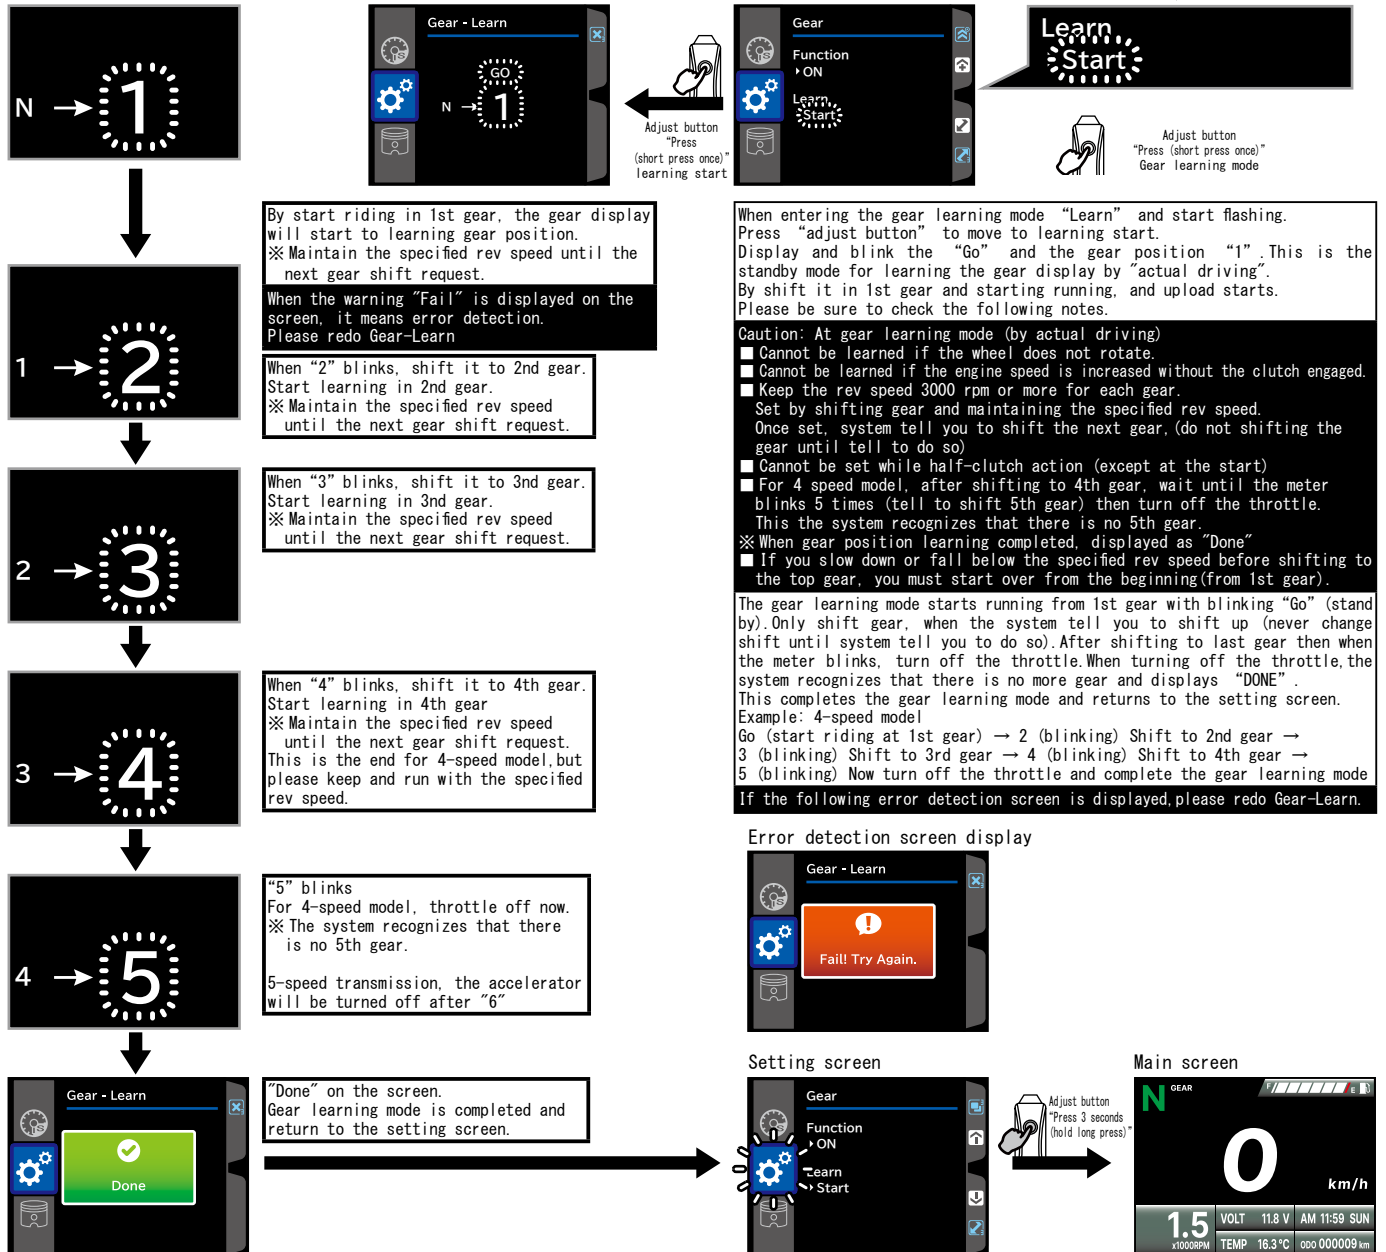 N → 1
Gear - Learn
GO
N → 1
Adjust button
“Press
(short press once)”
learning start
Gear
Function
ON
Learn
Start
Learn
Start
Adjust button
“Press (short press once)”
Gear learning mode
By start riding in 1st gear, the gear display
will start to learning gear position.
※ Maintain the specified rev speed until the
next gear shift request.
When the warning "Fail" is displayed on the
screen, it means error detection.
Please redo Gear-Learn
1 → 2
When “2” blinks, shift it to 2nd gear.
Start learning in 2nd gear.
※ Maintain the specified rev speed
until the next gear shift request.
2 → 3
When “3” blinks, shift it to 3nd gear.
Start learning in 3nd gear.
※ Maintain the specified rev speed
until the next gear shift request.
3 → 4
When “4” blinks, shift it to 4th gear.
Start learning in 4th gear
※ Maintain the specified rev speed
until the next gear shift request.
This is the end for 4-speed model,but
please keep and run with the specified
rev speed.
4 → 5
“5” blinks
For 4-speed model, throttle off now.
※ The system recognizes that there
is no 5th gear.
5-speed transmission, the accelerator
will be turned off after "6"
When entering the gear learning mode “Learn” and start flashing.
Press “adjust button” to move to learning start.
Display and blink the “Go” and the gear position “1”.This is the
standby mode for learning the gear display by "actual driving".
By shift it in 1st gear and starting running, and upload starts.
Please be sure to check the following notes.
Caution: At gear learning mode (by actual driving)
■ Cannot be learned if the wheel does not rotate.
■ Cannot be learned if the engine speed is increased without the clutch engaged.
■ Keep the rev speed 3000 rpm or more for each gear.
Set by shifting gear and maintaining the specified rev speed.
Once set, system tell you to shift the next gear,(do not shifting the
gear until tell to do so)
■ Cannot be set while half-clutch action (except at the start)
■ For 4 speed model, after shifting to 4th gear, wait until the meter
blinks 5 times (tell to shift 5th gear) then turn off the throttle.
This the system recognizes that there is no 5th gear.
※ When gear position learning completed, displayed as "Done"
■ If you slow down or fall below the specified rev speed before shifting to
the top gear, you must start over from the beginning(from 1st gear).
The gear learning mode starts running from 1st gear with blinking “Go” (stand
by).Only shift gear, when the system tell you to shift up (never change
shift until system tell you to do so).After shifting to last gear then when
the meter blinks, turn off the throttle.When turning off the throttle,the
system recognizes that there is no more gear and displays “DONE”.
This completes the gear learning mode and returns to the setting screen.
Example: 4-speed model
Go (start riding at 1st gear) → 2 (blinking) Shift to 2nd gear →
3 (blinking) Shift to 3rd gear → 4 (blinking) Shift to 4th gear →
5 (blinking) Now turn off the throttle and complete the gear learning mode
If the following error detection screen is displayed,please redo Gear-Learn.
Error detection screen display
Gear - Learn
Fail! Try Again.
Gear - Learn
Done
"Done" on the screen.
Gear learning mode is completed and
return to the setting screen.
Setting screen
Gear
Function
ON
Learn
Start
Adjust button
“Press 3 seconds
(hold long press)”
Main screen
N GEAR
F E
0
km/h
1.5
x1000RPM
VOLT 11.8 V AM 11:59 SUN
TEMP 16.3°C ODO 000009 km